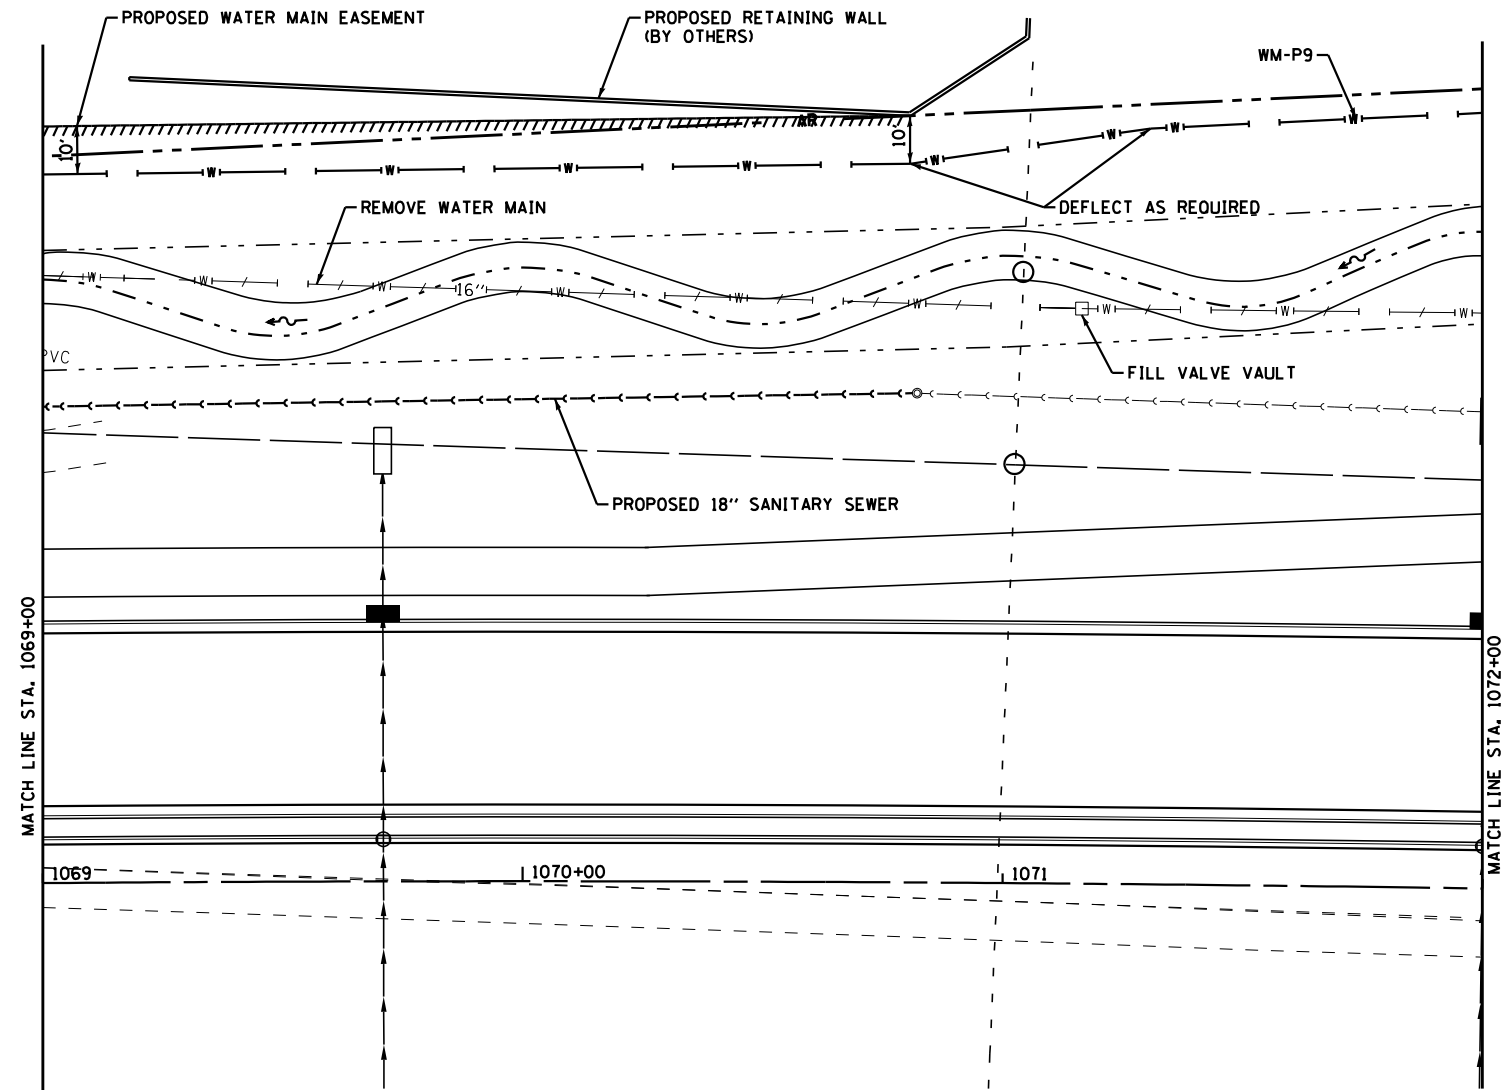 PROPOSED WATER MAIN EASEMENT
PROPOSED RETAINING WALL
(BY OTHERS)
WM-P9
AR
10'
10'
W W W W W W W W
REMOVE WATER MAIN
DEFLECT AS REQUIRED
W W W 16'' W W W W W
PVC
FILL VALVE VAULT
PROPOSED 18'' SANITARY SEWER
MATCH LINE STA. 1069+00
MATCH LINE STA. 1072+00
1069
1070+00
1071